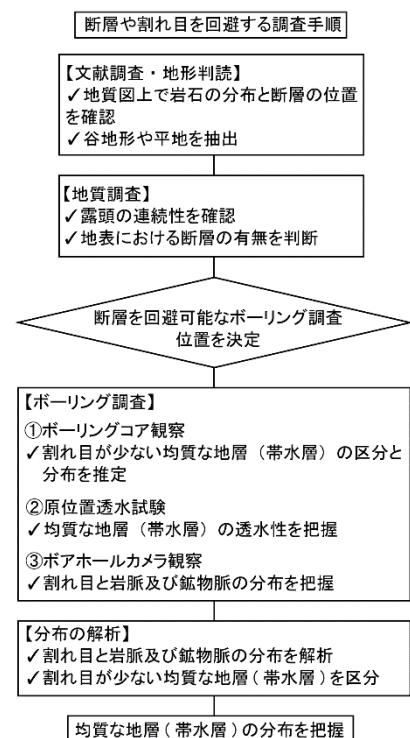 断層や割れ目を回避する調査手順
【文献調査・地形判読】
✓地質図上で岩石の分布と断層の位置
を確認
✓谷地形や平地を抽出
【地質調査】
✓露頭の連続性を確認
✓地表における断層の有無を判断
断層を回避可能なボーリング調査
位置を決定
【ボーリング調査】
①ボーリングコア観察
✓割れ目が少ない均質な地層（帯水層）の区分と
分布を推定
②原位置透水試験
✓均質な地層（帯水層）の透水性を把握
③ボアホールカメラ観察
✓割れ目と岩脈及び鉱物脈の分布を把握
【分布の解析】
✓割れ目と岩脈及び鉱物脈の分布を解析
✓割れ目が少ない均質な地層(帯水層)を区分
均質な地層(帯水層)の分布を把握